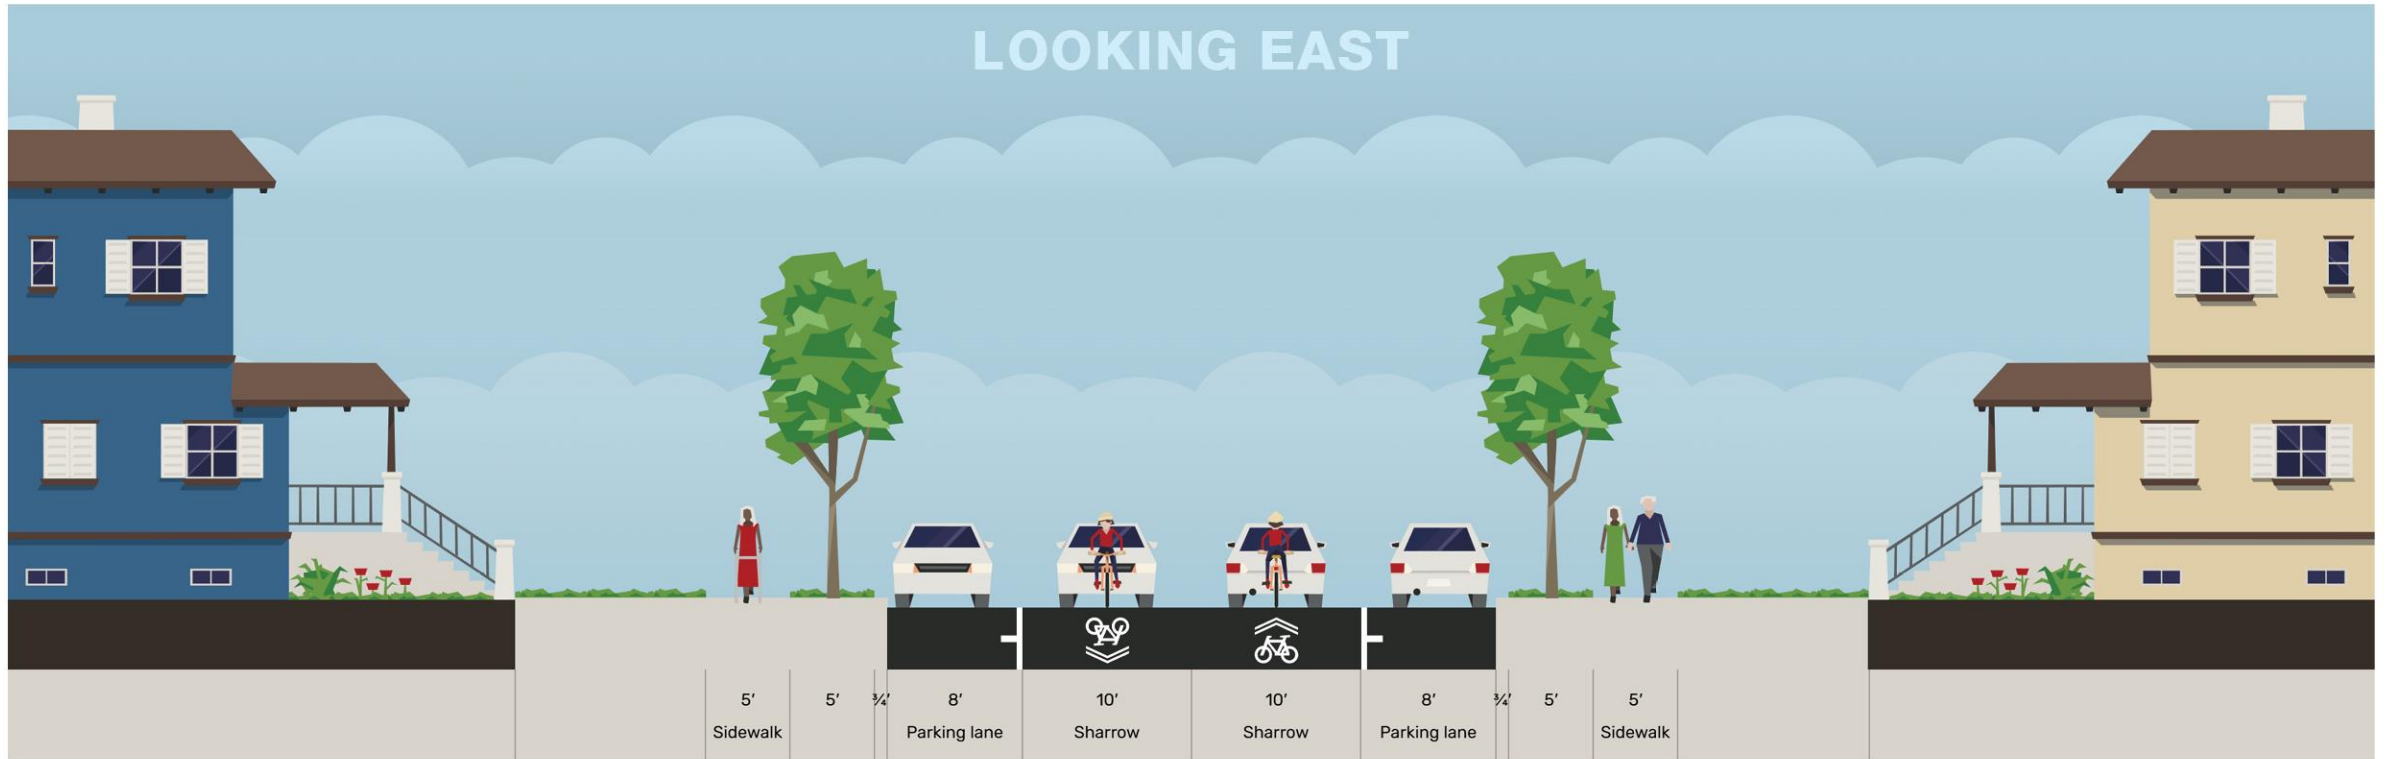 LOOKING EAST
5′ 5′ ¾′ 8′ 10′ 10′ 8′ ¾′ 5′ 5′
Sidewalk Parking lane Sharrow Sharrow Parking lane Sidewalk